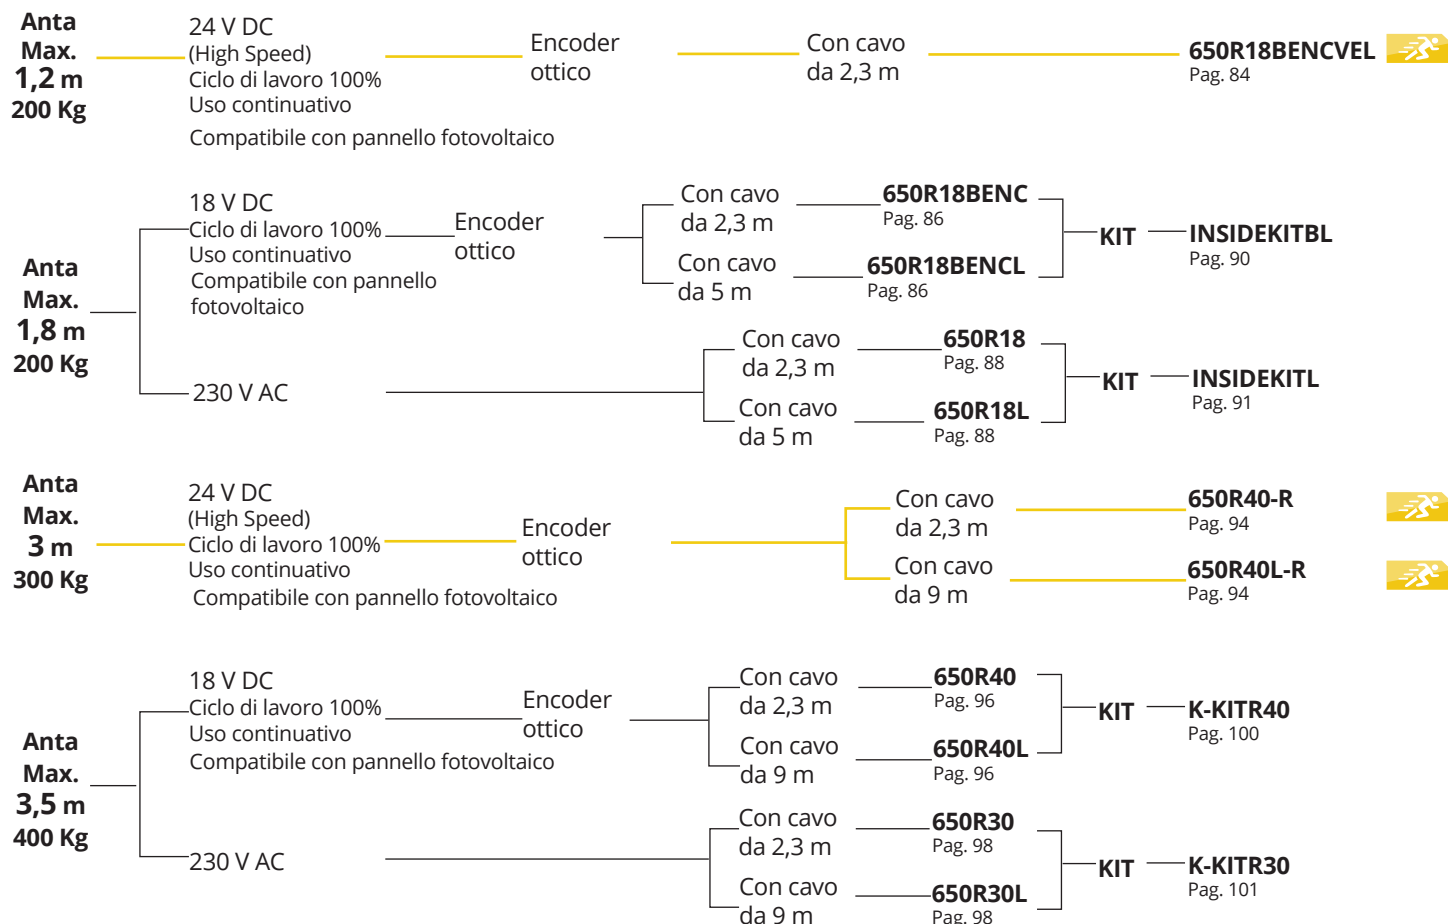 Anta
Max.
1,2 m
200 Kg
24 V DC
(High Speed)
Ciclo di lavoro 100%
Uso continuativo
Compatibile con pannello fotovoltaico
Encoder
ottico
Con cavo
da 2,3 m
650R18BENCVEL
Pag. 84
Anta
Max.
1,8 m
200 Kg
18 V DC
Ciclo di lavoro 100%
Uso continuativo
Compatibile con pannello
fotovoltaico
Encoder
ottico
Con cavo
da 2,3 m
650R18BENC
Pag. 86
Con cavo
da 5 m
650R18BENCL
Pag. 86
KIT
INSIDEKITBL
Pag. 90
230 V AC
Con cavo
da 2,3 m
650R18
Pag. 88
Con cavo
da 5 m
650R18L
Pag. 88
KIT
INSIDEKITL
Pag. 91
Anta
Max.
3 m
300 Kg
24 V DC
(High Speed)
Ciclo di lavoro 100%
Uso continuativo
Compatibile con pannello fotovoltaico
Encoder
ottico
Con cavo
da 2,3 m
650R40-R
Pag. 94
Con cavo
da 9 m
650R40L-R
Pag. 94
Anta
Max.
3,5 m
400 Kg
18 V DC
Ciclo di lavoro 100%
Uso continuativo
Compatibile con pannello fotovoltaico
Encoder
ottico
Con cavo
da 2,3 m
650R40
Pag. 96
Con cavo
da 9 m
650R40L
Pag. 96
KIT
K-KITR40
Pag. 100
230 V AC
Con cavo
da 2,3 m
650R30
Pag. 98
Con cavo
da 9 m
650R30L
Pag. 98
KIT
K-KITR30
Pag. 101